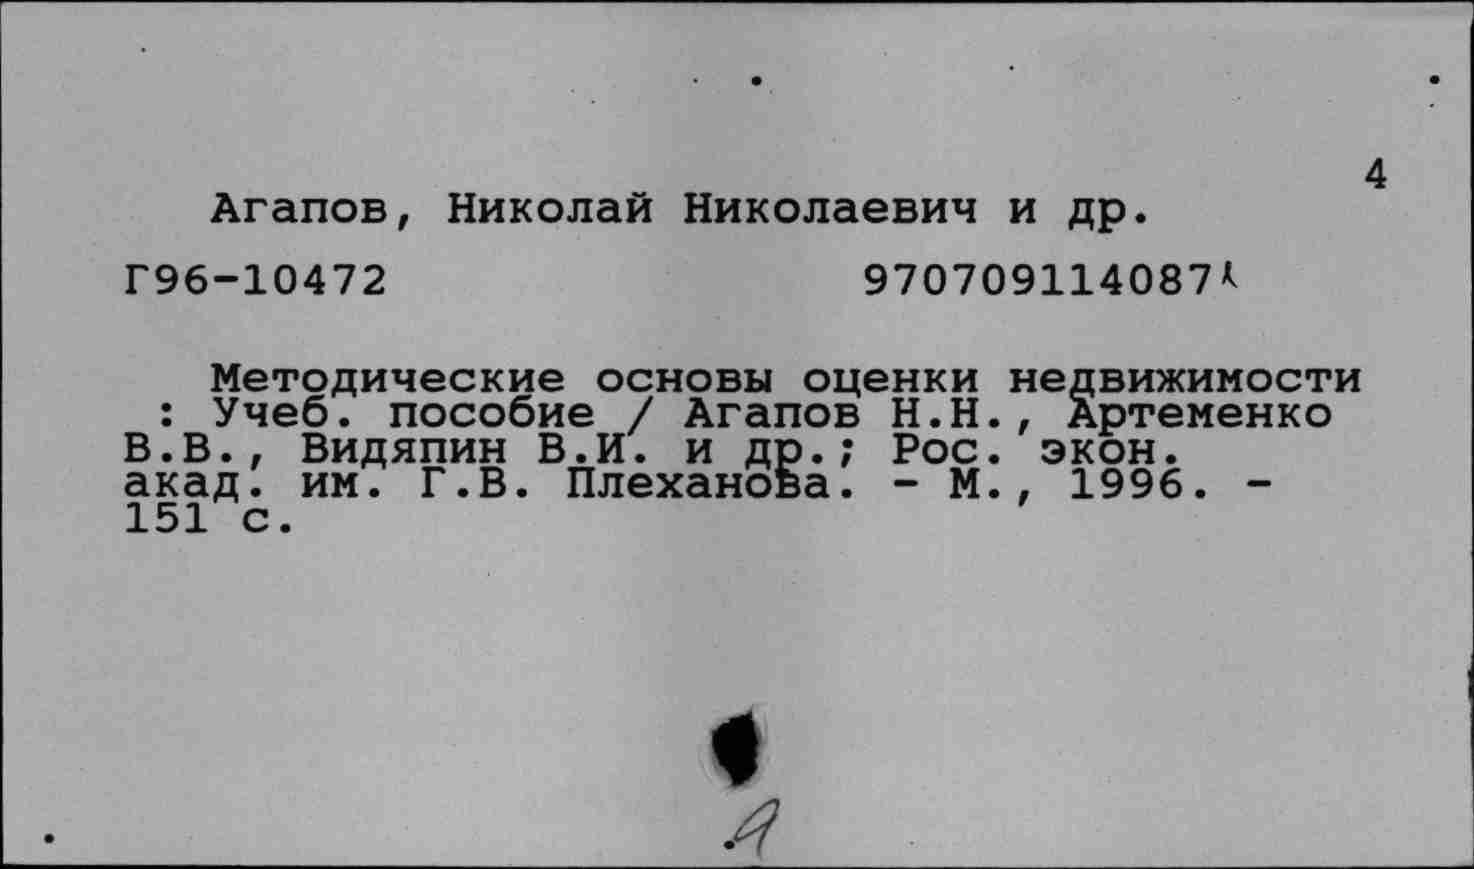 4
Агапов, Николай Николаевич и др.
Г96-10472 970709114087
Методические основы оценки недвижимости
: Учеб. пособие / Агапов Н.Н., Артеменко
В.В., Видяпин В.И. и др.; Рос. экон.
акад. им. Г.В. Плеханова. - М., 1996. -
151 с.